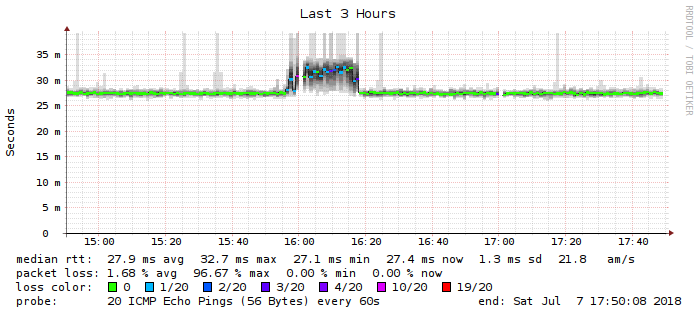 Last 3 Hours
RRDTOOL / TOBI OETIKER
Seconds
35 m
30 m
25 m
20 m
15 m
10 m
5 m
0
15:00 15:20 15:40 16:00 16:20 16:40 17:00 17:20 17:40
median rtt: 27.9 ms avg 32.7 ms max 27.1 ms min 27.4 ms now 1.3 ms sd 21.8 am/s
packet loss: 1.68 % avg 96.67 % max 0.00 % min 0.00 % now
loss color: 0 1/20 2/20 3/20 4/20 10/20 19/20
probe: 20 ICMP Echo Pings (56 Bytes) every 60s end: Sat Jul 7 17:50:08 2018